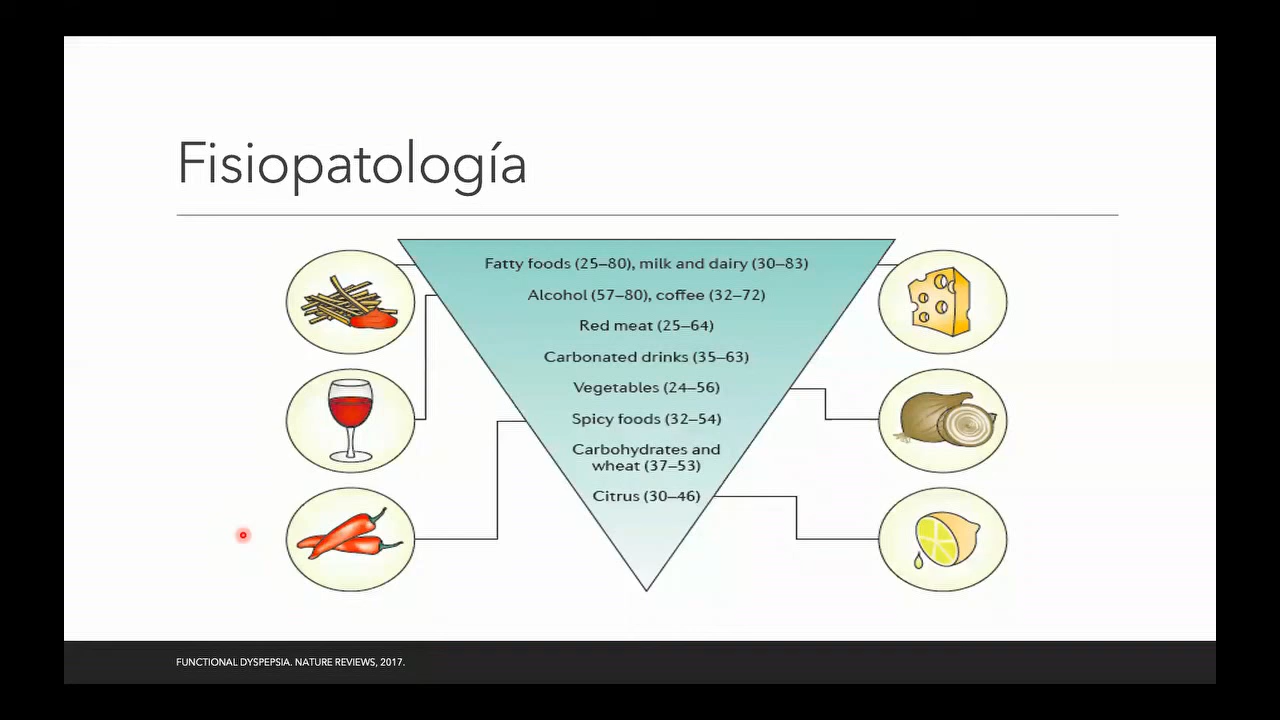 Fisiopatología
Fatty foods (25–80), milk and dairy (30–83)
Alcohol (57–80), coffee (32–72)
Red meat (25–64)
Carbonated drinks (35–63)
Vegetables (24–56)
Spicy foods (32–54)
Carbohydrates and
wheat (37–53)
Citrus (30–46)
FUNCTIONAL DYSPEPSIA. NATURE REVIEWS, 2017.